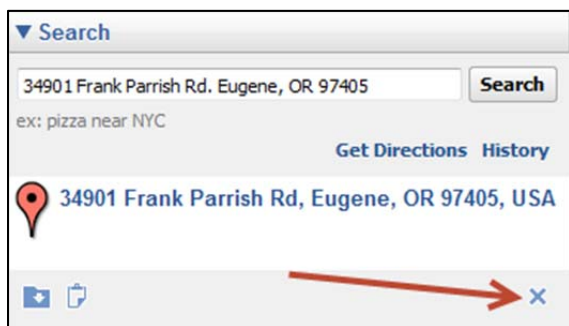 Search
34901 Frank Parrish Rd. Eugene, OR 97405
Search
ex: pizza near NYC
Get Directions History
34901 Frank Parrish Rd, Eugene, OR 97405, USA